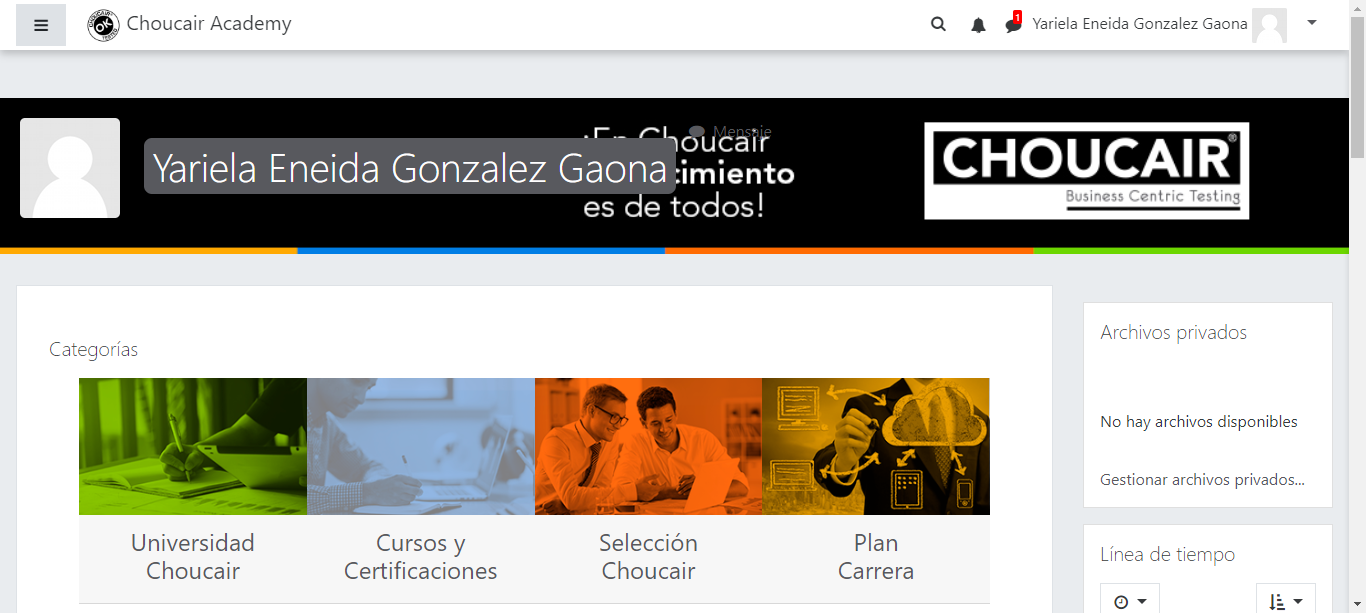 Choucair Academy
1
Yariela Eneida Gonzalez Gaona
Mensaje
¡En Choucair
Yariela Eneida Gonzalez Gaona
es de todos!
CHOUCAIR
Business Centric Testing
Categorías
Universidad
Choucair
Cursos y
Certificaciones
Selección
Choucair
Plan
Carrera
Archivos privados
No hay archivos disponibles
Gestionar archivos privados...
Línea de tiempo